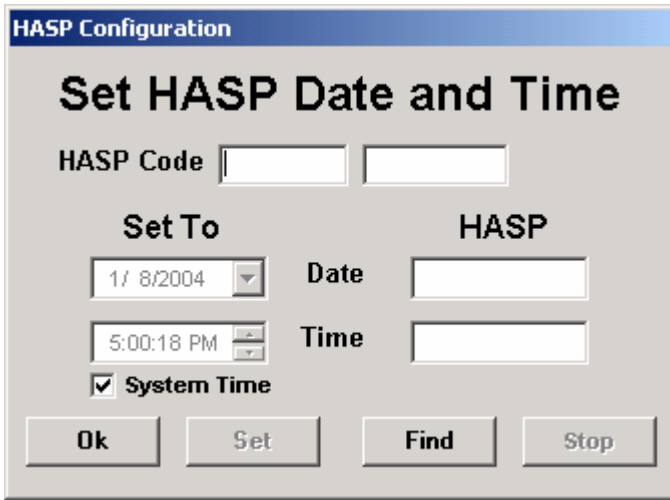 HASP Configuration
Set HASP Date and Time
HASP Code
Set To HASP
1/ 8/2004 Date
5:00:18 PM Time
System Time
Ok Set Find Stop